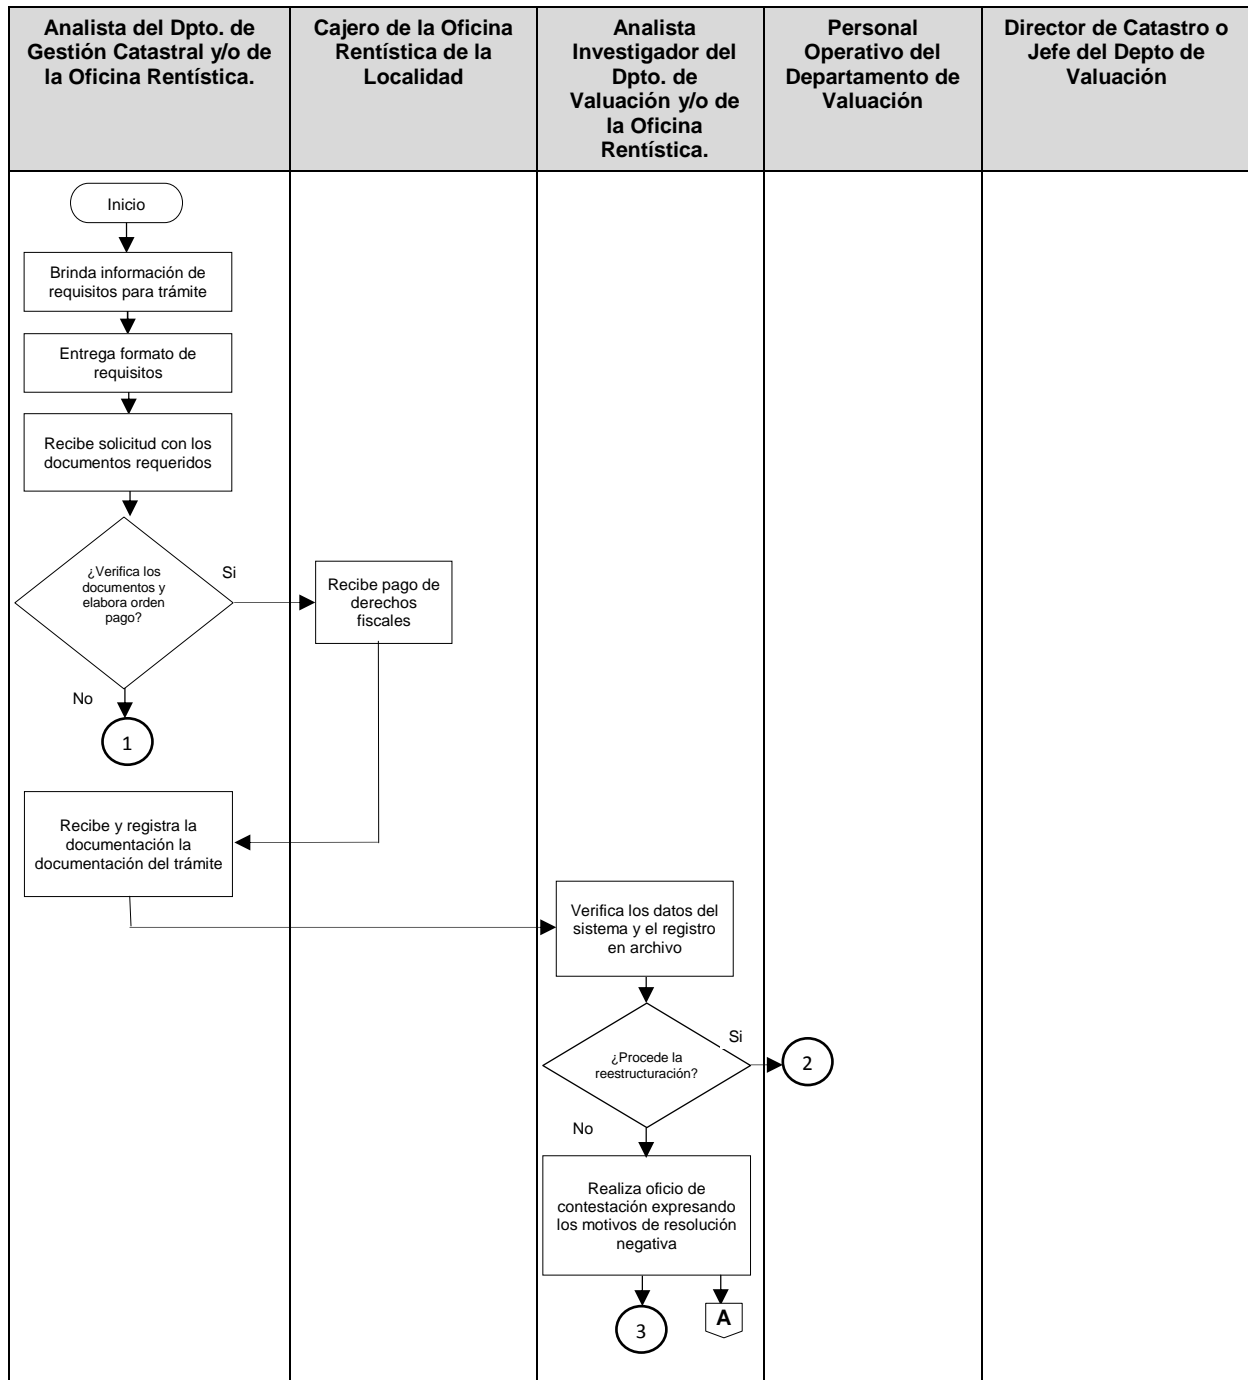 Analista del Dpto. de
Gestión Catastral y/o de
la Oficina Rentística.
Cajero de la Oficina
Rentística de la
Localidad
Analista
Investigador del
Dpto. de
Valuación y/o de
la Oficina
Rentística.
Personal
Operativo del
Departamento de
Valuación
Director de Catastro o
Jefe del Depto de
Valuación
Inicio
Brinda información de
requisitos para trámite
Entrega formato de
requisitos
Recibe solicitud con los
documentos requeridos
¿Verifica los
documentos y
elabora orden
pago?
Si
Recibe pago de
derechos
fiscales
No
1
Recibe y registra la
documentación la
documentación del trámite
Verifica los datos del
sistema y el registro
en archivo
¿Procede la
reestructuración?
Si
2
No
Realiza oficio de
contestación expresando
los motivos de resolución
negativa
3
A